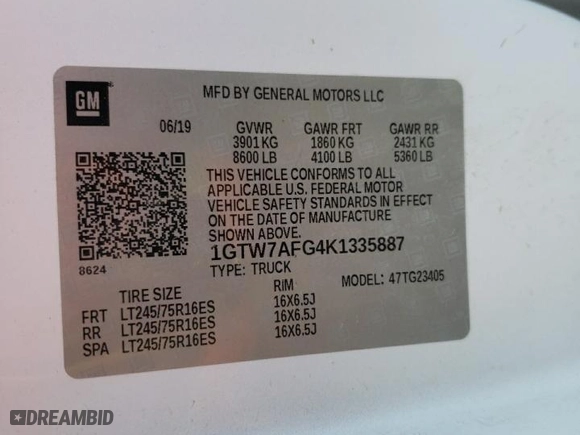 GM
MFD BY GENERAL MOTORS LLC
06/19 GVWR GAWR FRT GAWR RR
3901 KG 1860 KG 2431 KG
8600 LB 4100 LB 5360 LB
THIS VEHICLE CONFORMS TO ALL
APPLICABLE U.S. FEDERAL MOTOR
VEHICLE SAFETY STANDARDS IN EFFECT
ON THE DATE OF MANUFACTURE
SHOWN ABOVE.
1GTW7AFG4K1335887
8624
TYPE: TRUCK
MODEL: 47TG23405
TIRE SIZE RIM
FRT LT245/75R16ES 16X6.5J
RR LT245/75R16ES 16X6.5J
SPA LT245/75R16ES 16X6.5J
DREAMBID